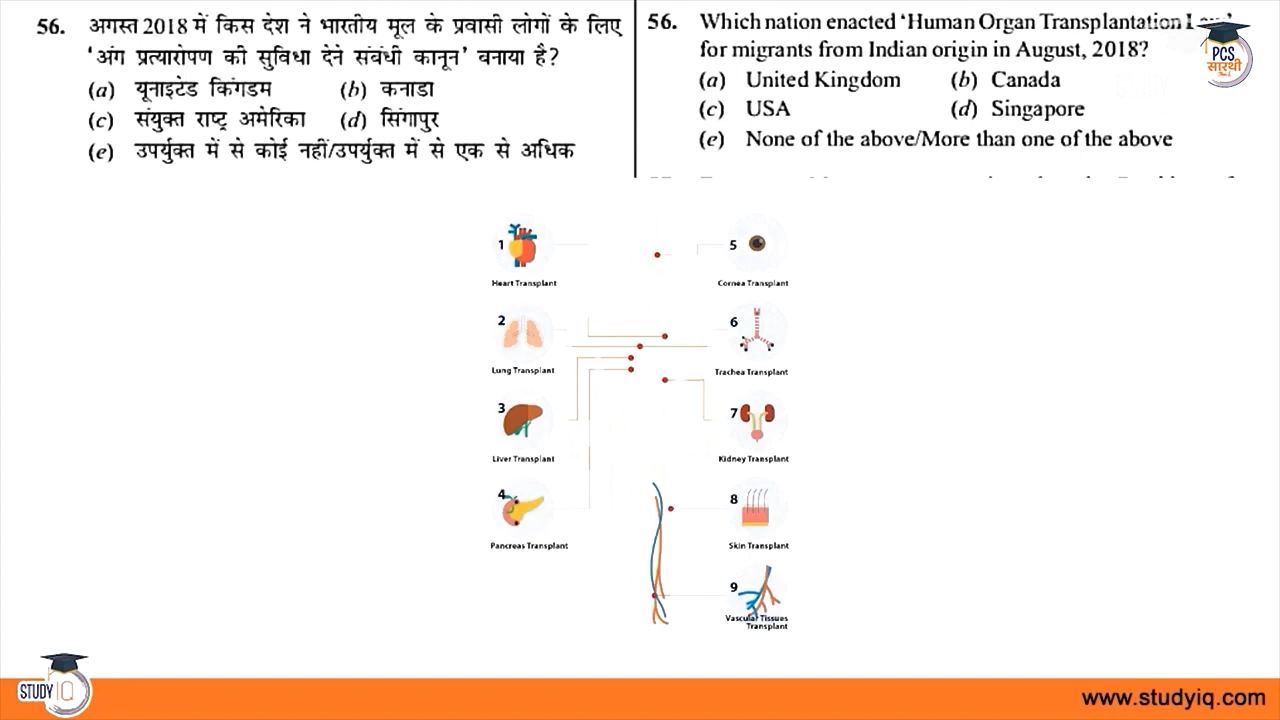 56. अगस्त 2018 में किस देश ने भारतीय मूल के प्रवासी लोगों के लिए
'अंग प्रत्यारोपण की सुविधा देने संबंधी कानून' बनाया है?
(a) यूनाइटेड किंगडम (b) कनाडा
(c) संयुक्त राष्ट्र अमेरिका (d) सिंगापुर
(e) उपर्युक्त में से कोई नहीं/उपर्युक्त में से एक से अधिक
56. Which nation enacted 'Human Organ Transplantation
for migrants from Indian origin in August, 2018?
(a) United Kingdom (b) Canada
(c) USA (d) Singapore
(e) None of the above/More than one of the above
PCS
सारथी
1
Heart Transplant
5
Cornea Transplant
2
Lung Transplant
6
Trachea Transplant
3
Liver Transplant
7
Kidney Transplant
4
Pancreas Transplant
8
Skin Transplant
9
Vascular Tissues
Transplant
STUDY IQ
www.studyiq.com